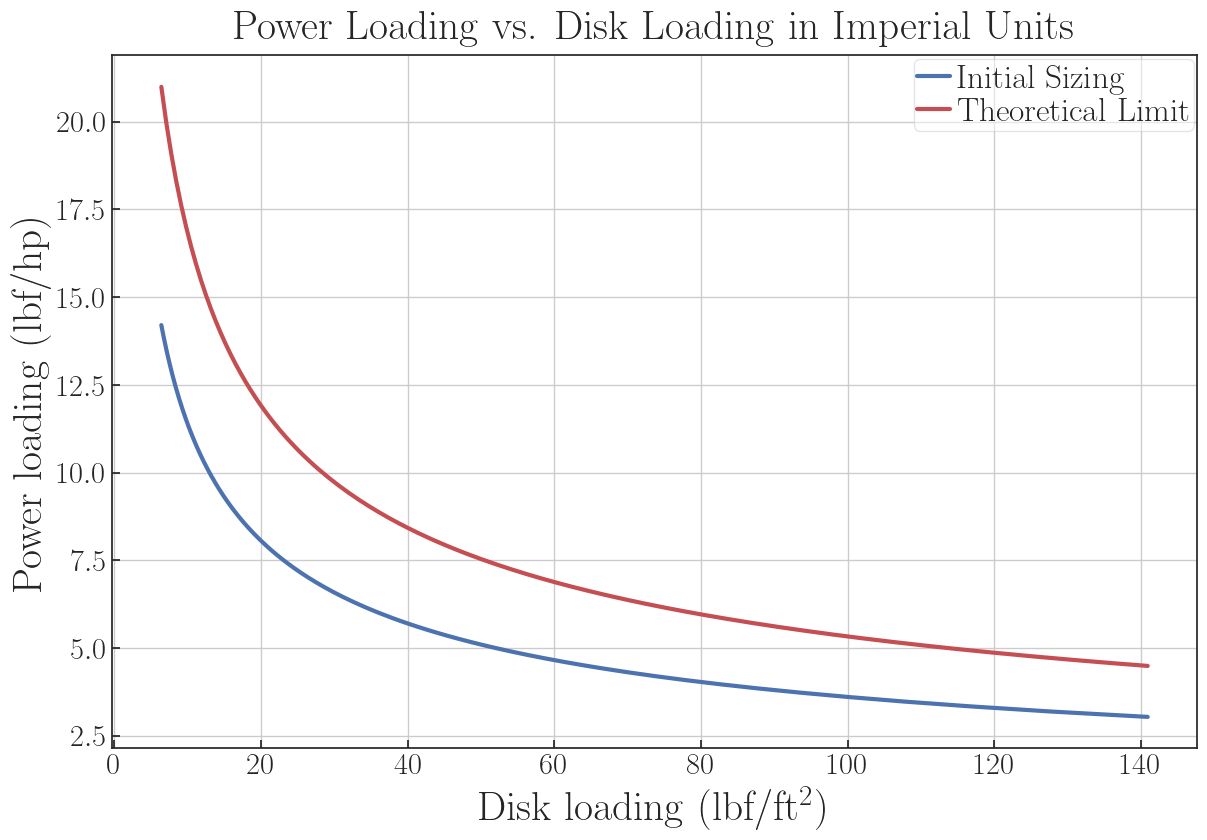 Power Loading vs. Disk Loading in Imperial Units
Initial Sizing
Theoretical Limit
Power loading (lbf/hp)
20.0
17.5
15.0
12.5
10.0
7.5
5.0
2.5
0 20 40 60 80 100 120 140
Disk loading (lbf/ft²)